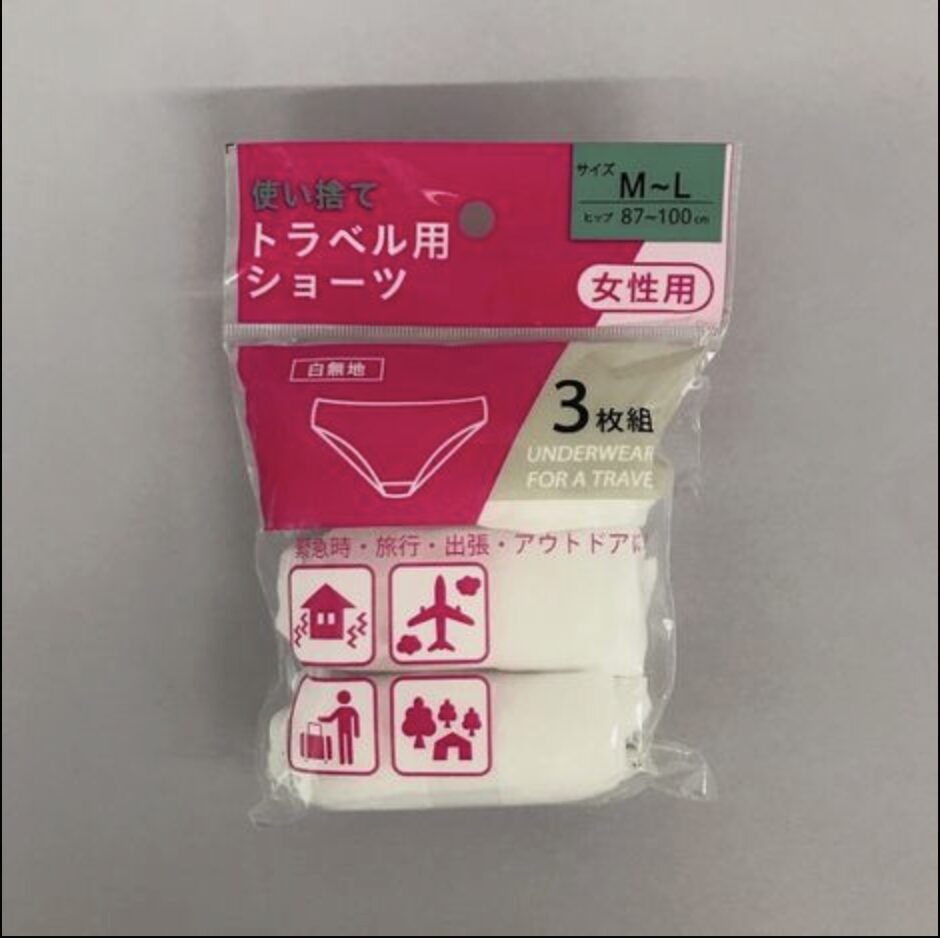 使い捨て
トラベル用
ショーツ
サイズ M~L
ヒップ 87~100cm
女性用
白無地
3枚組
UNDERWEAR
FOR A TRAVE
緊急時・旅行・出張・アウトドア